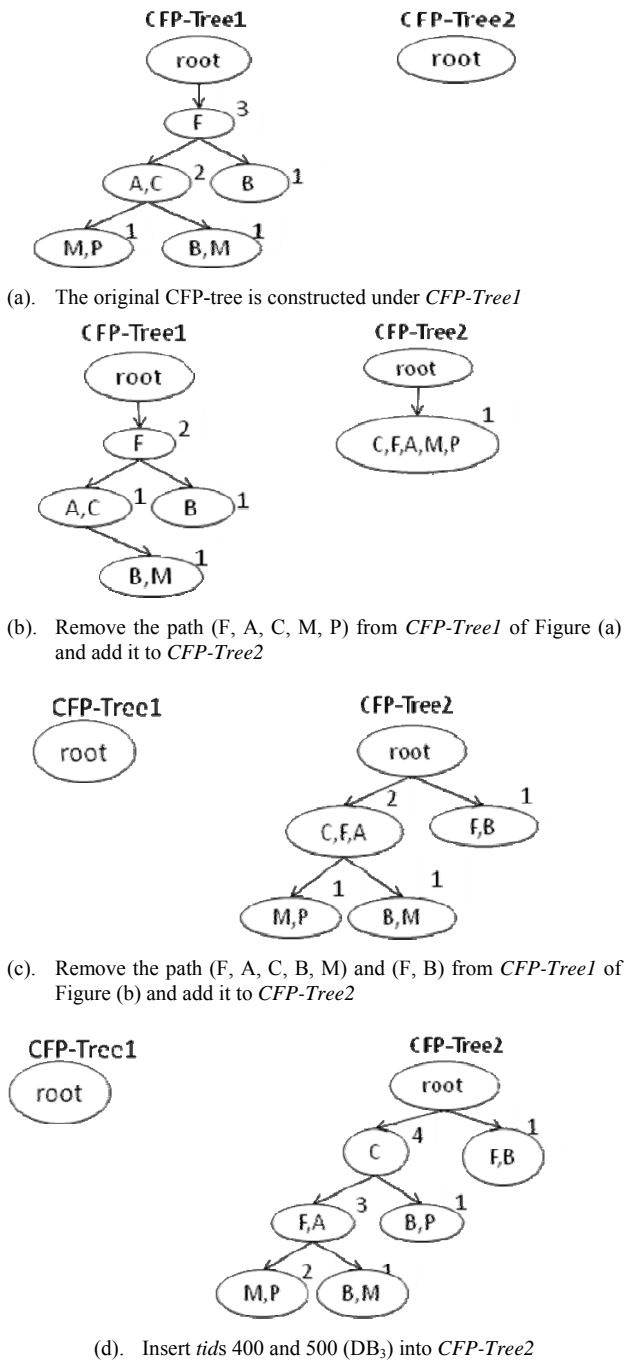 CFP-Tree1 CFP-Tree2
root root
F 3
A,C 2 B 1
M,P 1 B,M 1
(a). The original CFP-tree is constructed under CFP-Tree1
CFP-Tree1 CFP-Tree2
root root
F 2 C,F,A,M,P 1
A,C 1 B 1
B,M 1
(b). Remove the path (F, A, C, M, P) from CFP-Tree1 of Figure (a)
and add it to CFP-Tree2
CFP-Tree1 CFP-Tree2
root root
C,F,A 2 F,B 1
M,P 1 B,M 1
(c). Remove the path (F, A, C, B, M) and (F, B) from CFP-Tree1 of
Figure (b) and add it to CFP-Tree2
CFP-Tree1 CFP-Tree2
root root
C 4 F,B 1
F,A 3 B,P 1
M,P 2 B,M 1
(d). Insert tids 400 and 500 (DB₃) into CFP-Tree2